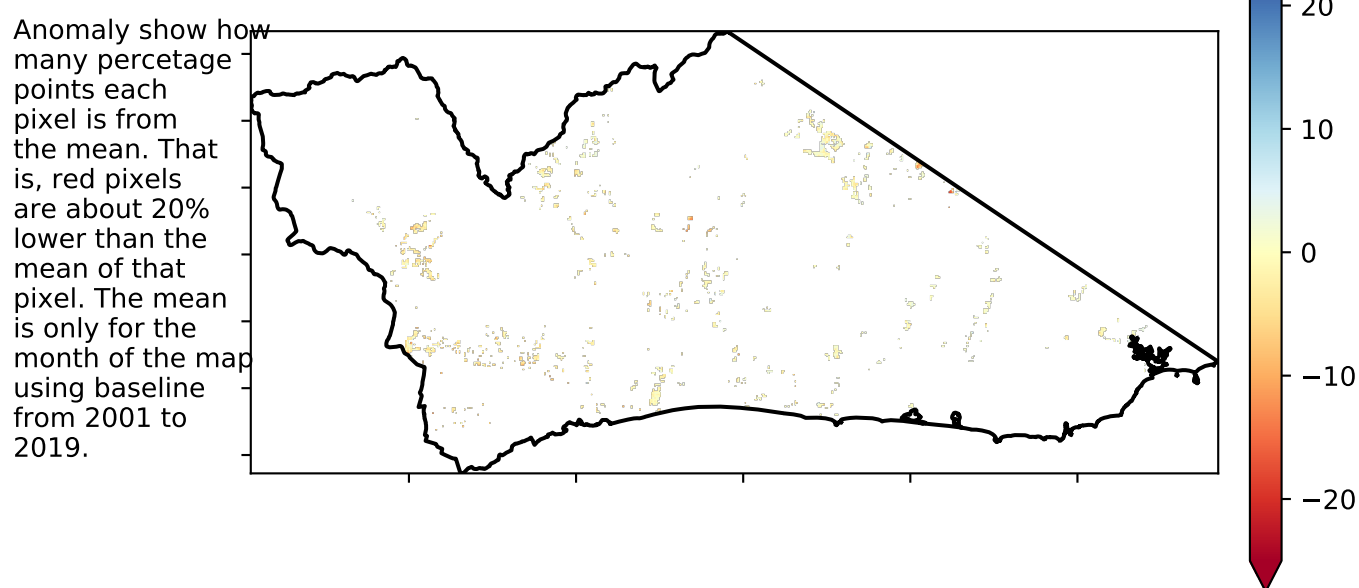 Anomaly show how
many percetage
points each
pixel is from
the mean. That
is, red pixels
are about 20%
lower than the
mean of that
pixel. The mean
is only for the
month of the map
using baseline
from 2001 to
2019.
20
10
0
−10
−20